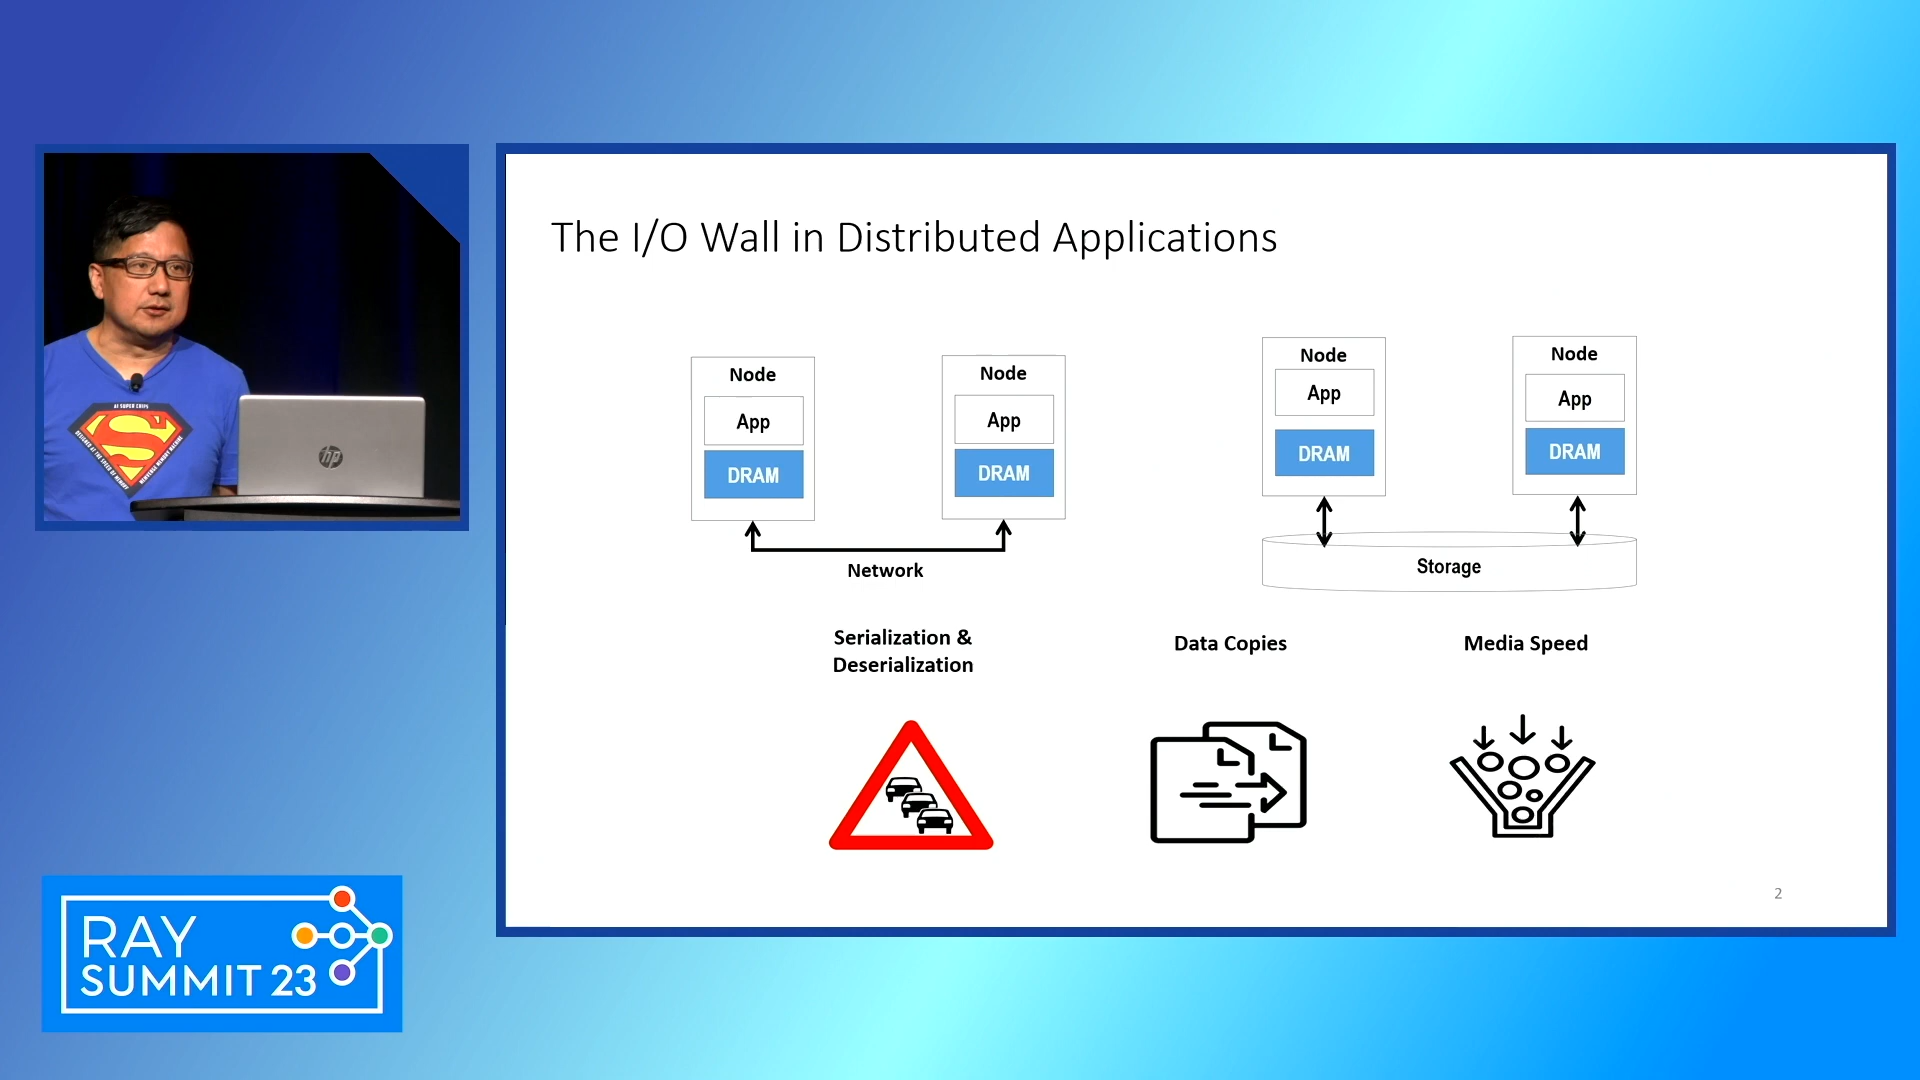 The I/O Wall in Distributed Applications
Node
App
DRAM
Node
App
DRAM
Network
Node
App
DRAM
Node
App
DRAM
Storage
Serialization &
Deserialization
Data Copies
Media Speed
2
hp
RAY
SUMMIT 23